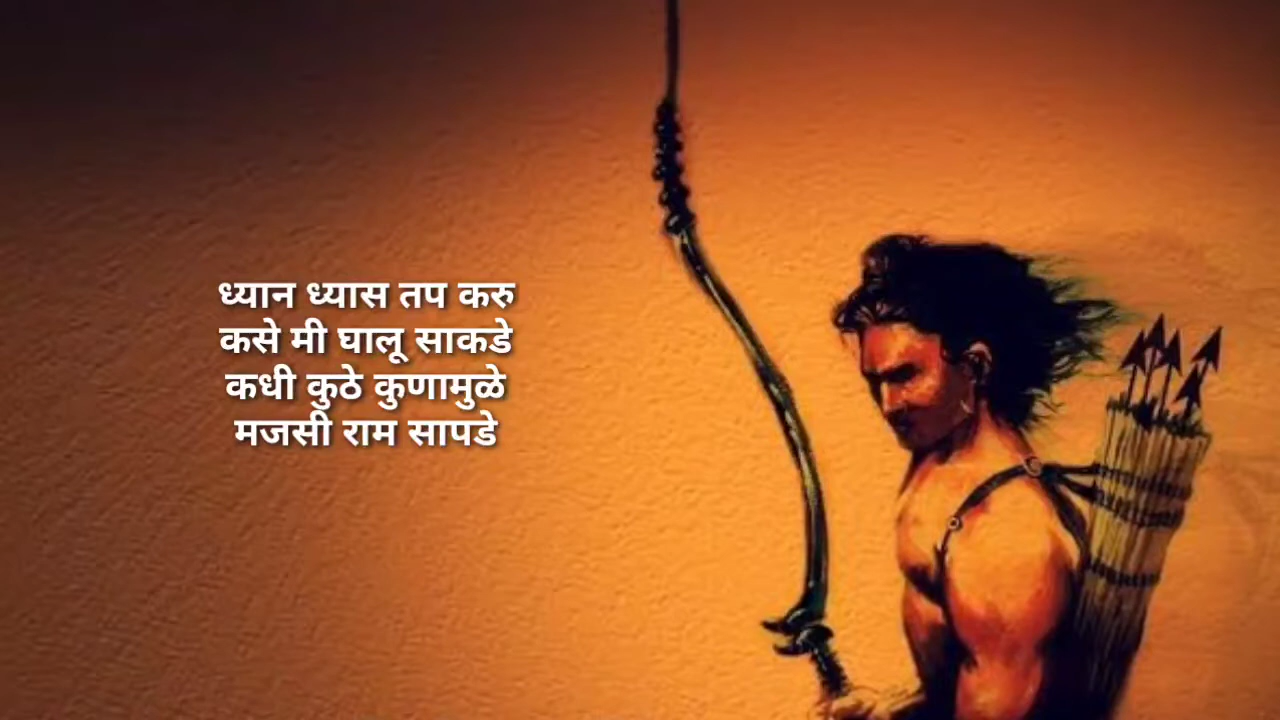 ध्यान ध्यास तप करु
कसे मी घालू साकडे
कधी कुठे कुणामुळे
मजसी राम सापडे